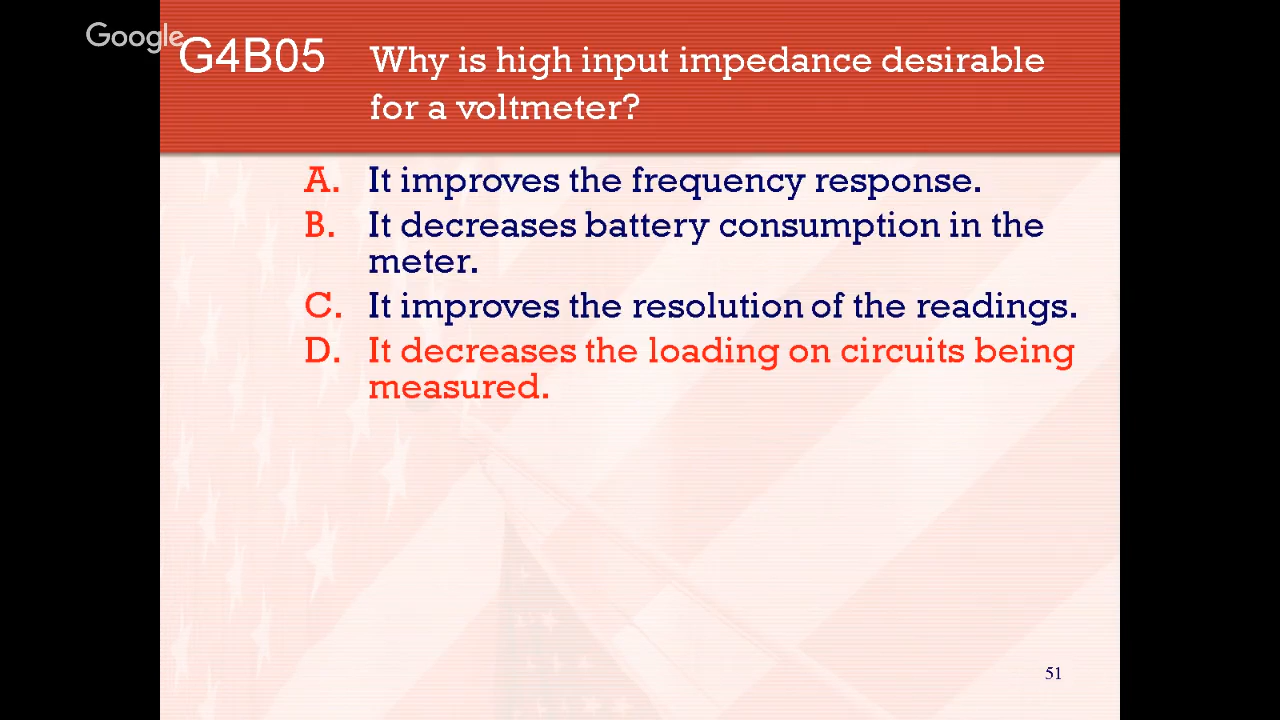 Google
G4B05 Why is high input impedance desirable
for a voltmeter?
A. It improves the frequency response.
B. It decreases battery consumption in the
meter.
C. It improves the resolution of the readings.
D. It decreases the loading on circuits being
measured.
51